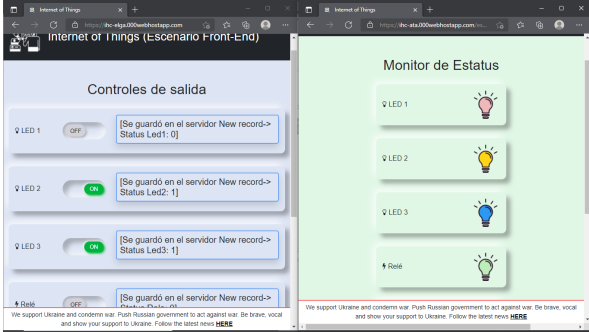 Internet of Things
https://ihc-elga.000webhostapp.com
Internet of Things (Escenario Front-End)
Controles de salida
LED 1
OFF
[Se guardó en el servidor New record->
Status Led1: 0]
LED 2
ON
[Se guardó en el servidor New record->
Status Led2: 1]
LED 3
ON
[Se guardó en el servidor New record->
Status Led3: 1]
Relé
OFF
[Se guardó en el servidor New record->
We support Ukraine and condemn war. Push Russian government to act against war. Be brave, vocal
and show your support to Ukraine. Follow the latest news HERE
Internet of Things
https://ihc-ata.000webhostapp.com/es...
Monitor de Estatus
LED 1
LED 2
LED 3
Relé
We support Ukraine and condemn war. Push Russian government to act against war. Be brave, vocal
and show your support to Ukraine. Follow the latest news HERE